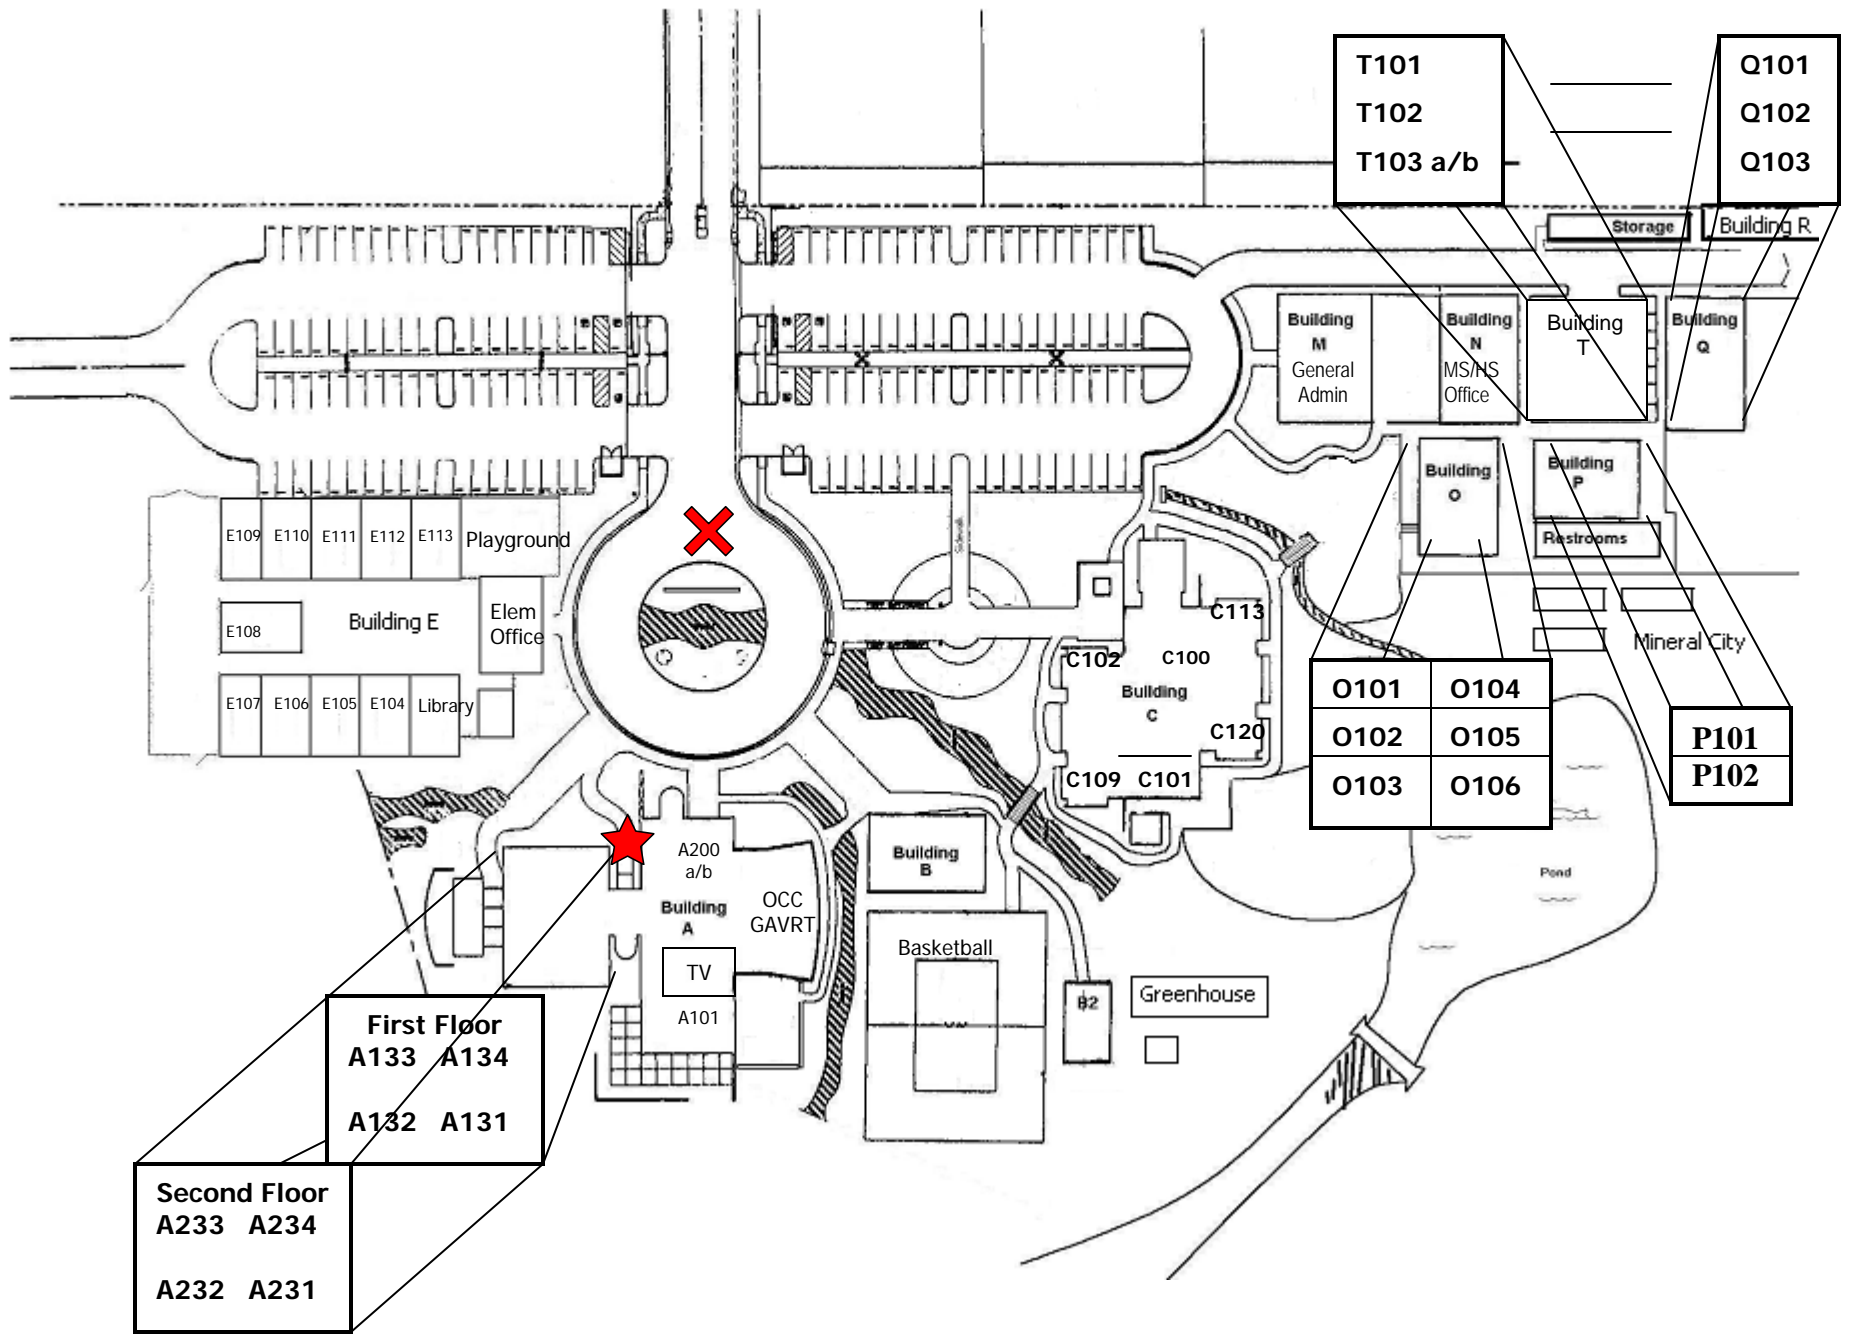 T101
T102
T103 a/b
Q101
Q102
Q103
Storage
Building R
Building
M
General
Admin
Building
N
MS/HS
Office
Building
T
Building
Q
Building
O
Building
P
Restrooms
E109
E110
E111
E112
E113
Playground
Sidewalk
Elem
Office
Building E
E108
E107
E106
E105
E104
Library
C113
C102
C100
Building
C
C120
C109
C101
Mineral City
O101
O104
O102
O105
O103
O106
P101
P102
Pond
A200
a/b
Building
A
OCC
GAVRT
TV
A101
Building
B
Basketball
B2
Greenhouse
First Floor
A133 A134
A132 A131
Second Floor
A233 A234
A232 A231